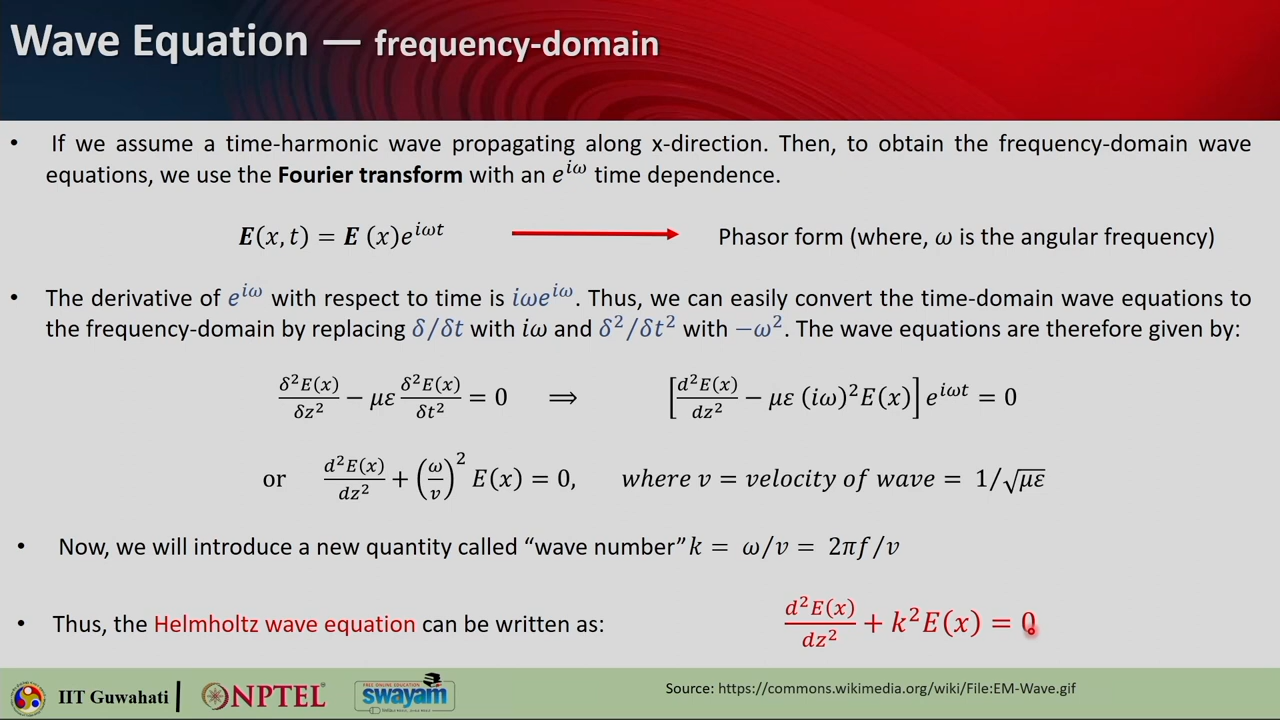 Wave Equation — frequency-domain
• If we assume a time-harmonic wave propagating along x-direction. Then, to obtain the frequency-domain wave
equations, we use the Fourier transform with an e^{iω} time dependence.
E(x, t) = E (x)e^{iωt} Phasor form (where, ω is the angular frequency)
• The derivative of e^{iω} with respect to time is iωe^{iω}. Thus, we can easily convert the time-domain wave equations to
the frequency-domain by replacing δ/δt with iω and δ²/δt² with −ω². The wave equations are therefore given by:
δ²E(x)/δz² − με δ²E(x)/δt² = 0 ⟹ [d²E(x)/dz² − με (iω)²E(x)] e^{iωt} = 0
or d²E(x)/dz² + (ω/v)² E(x) = 0, where v = velocity of wave = 1/√με
• Now, we will introduce a new quantity called “wave number”k = ω/v = 2πf/v
• Thus, the Helmholtz wave equation can be written as: d²E(x)/dz² + k²E(x) = 0
IIT Guwahati | NPTEL swayam Source: https://commons.wikimedia.org/wiki/File:EM-Wave.gif